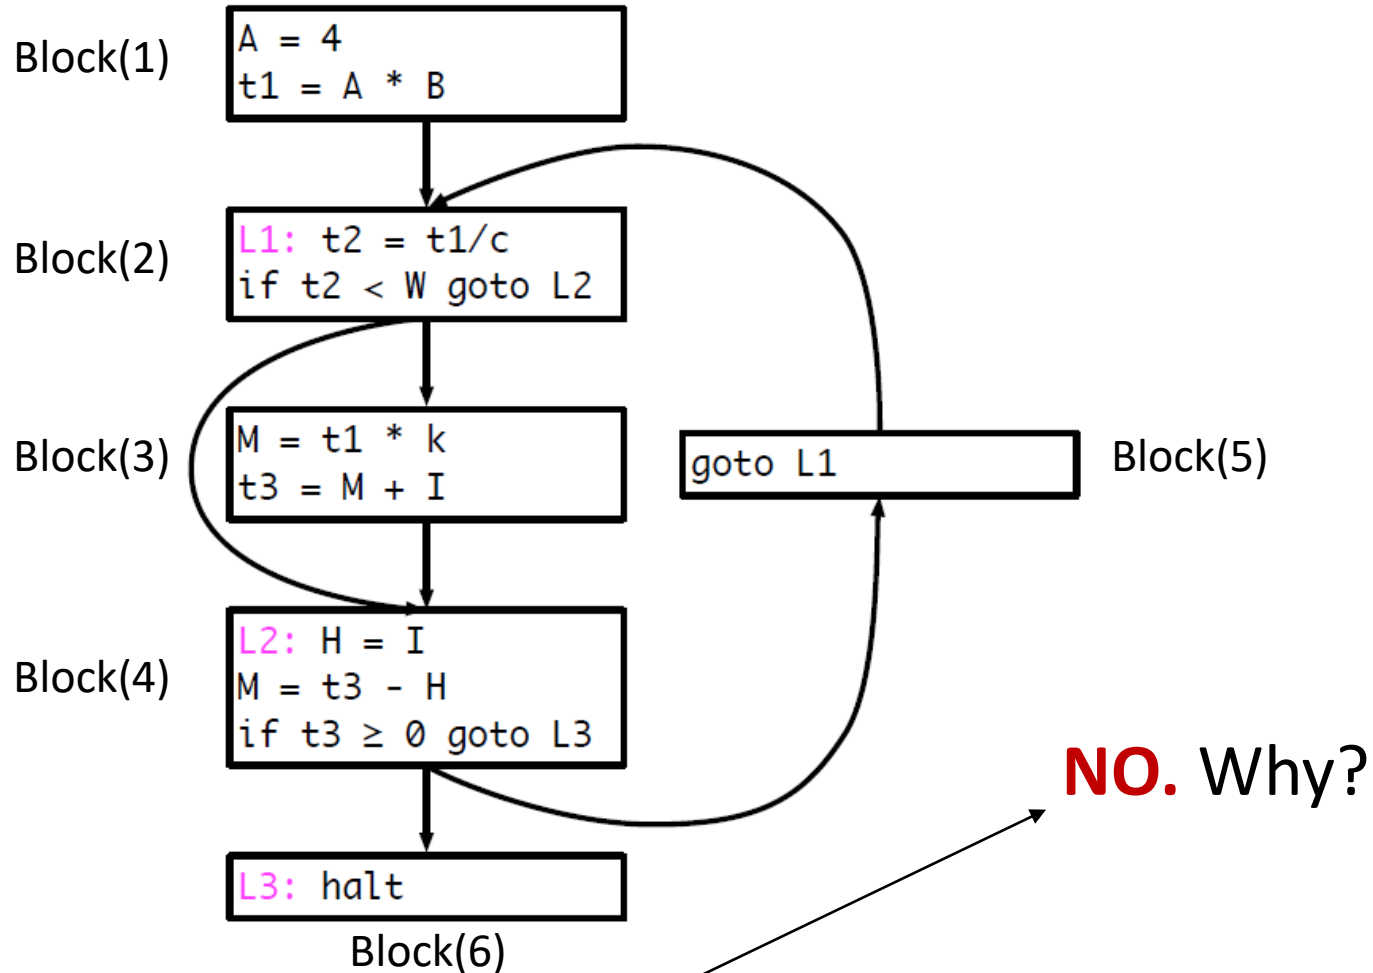 Block(1)
A = 4
t1 = A * B
Block(2)
L1: t2 = t1/c
if t2 < W goto L2
Block(3)
M = t1 * k
t3 = M + I
goto L1
Block(5)
Block(4)
L2: H = I
M = t3 - H
if t3 ≥ 0 goto L3
NO. Why?
L3: halt
Block(6)